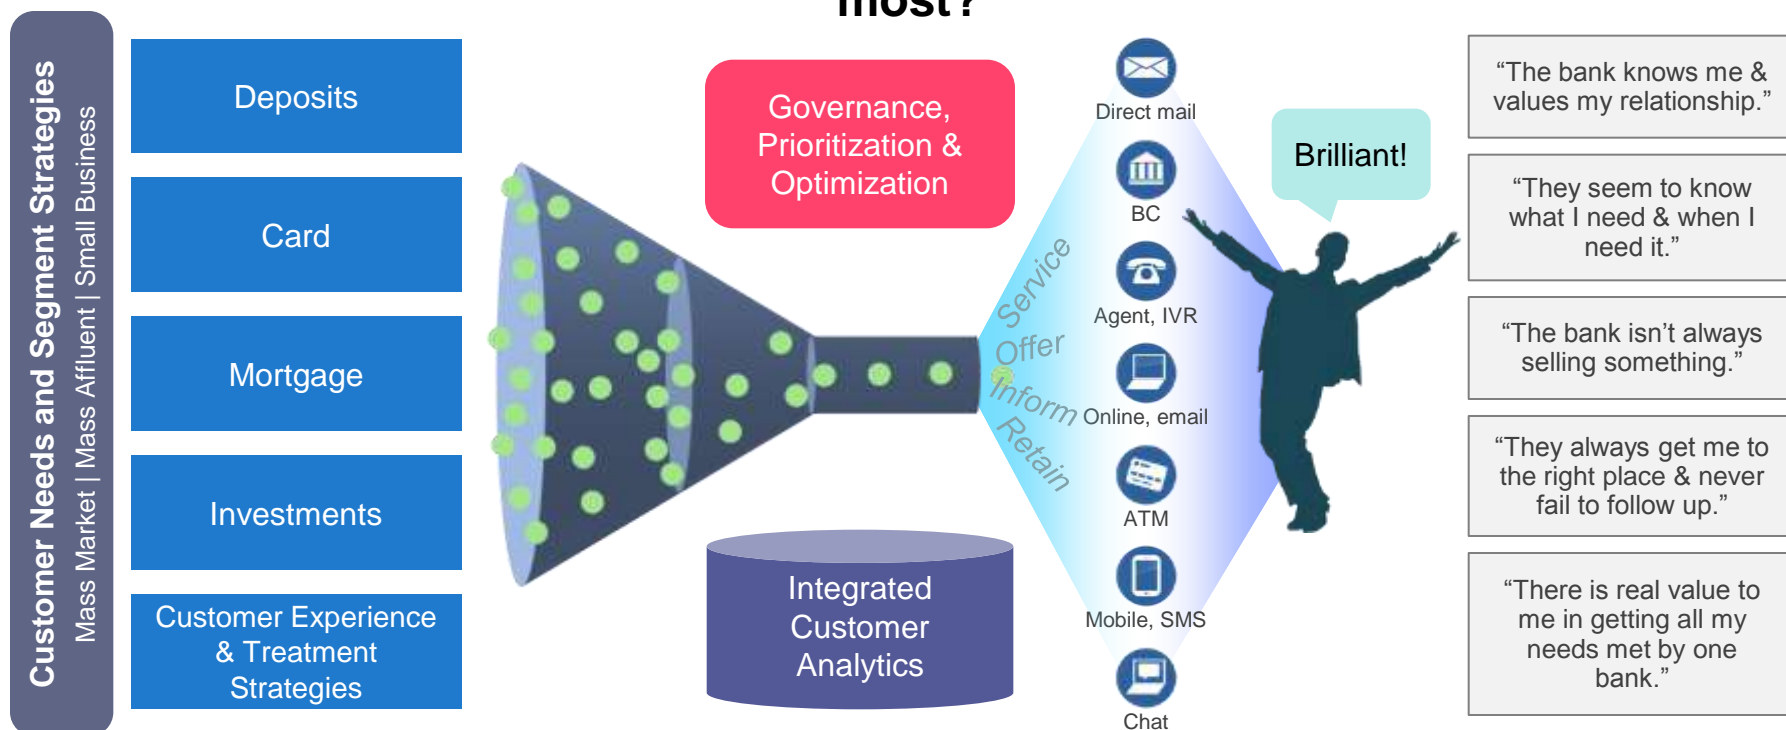 most?
Customer Needs and Segment Strategies
Mass Market | Mass Affluent | Small Business
Deposits
Card
Mortgage
Investments
Customer Experience
& Treatment
Strategies
Governance,
Prioritization &
Optimization
Integrated
Customer
Analytics
Service
Offer
Inform
Retain
Direct mail
BC
Agent, IVR
Online, email
ATM
Mobile, SMS
Chat
Brilliant!
“The bank knows me &
values my relationship.”
“They seem to know
what I need & when I
need it.”
“The bank isn’t always
selling something.”
“They always get me to
the right place & never
fail to follow up.”
“There is real value to
me in getting all my
needs met by one
bank.”